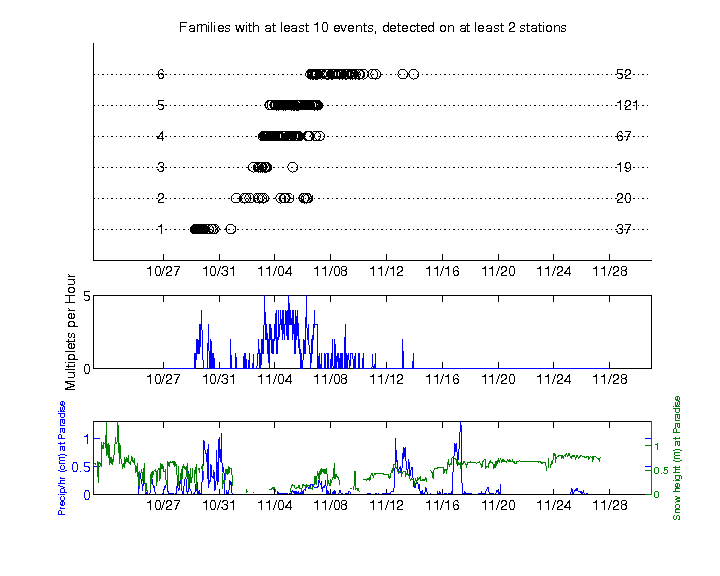 Families with at least 10 events, detected on at least 2 stations
6 52
5 121
4 67
3 19
2 20
1 37
10/27 10/31 11/04 11/08 11/12 11/16 11/20 11/24 11/28
Multiplets per Hour
5
0
10/27 10/31 11/04 11/08 11/12 11/16 11/20 11/24 11/28
Precip/hr (cm) at Paradise
Snow height (m) at Paradise
1 1
0.5 0.5
0 0
10/27 10/31 11/04 11/08 11/12 11/16 11/20 11/24 11/28